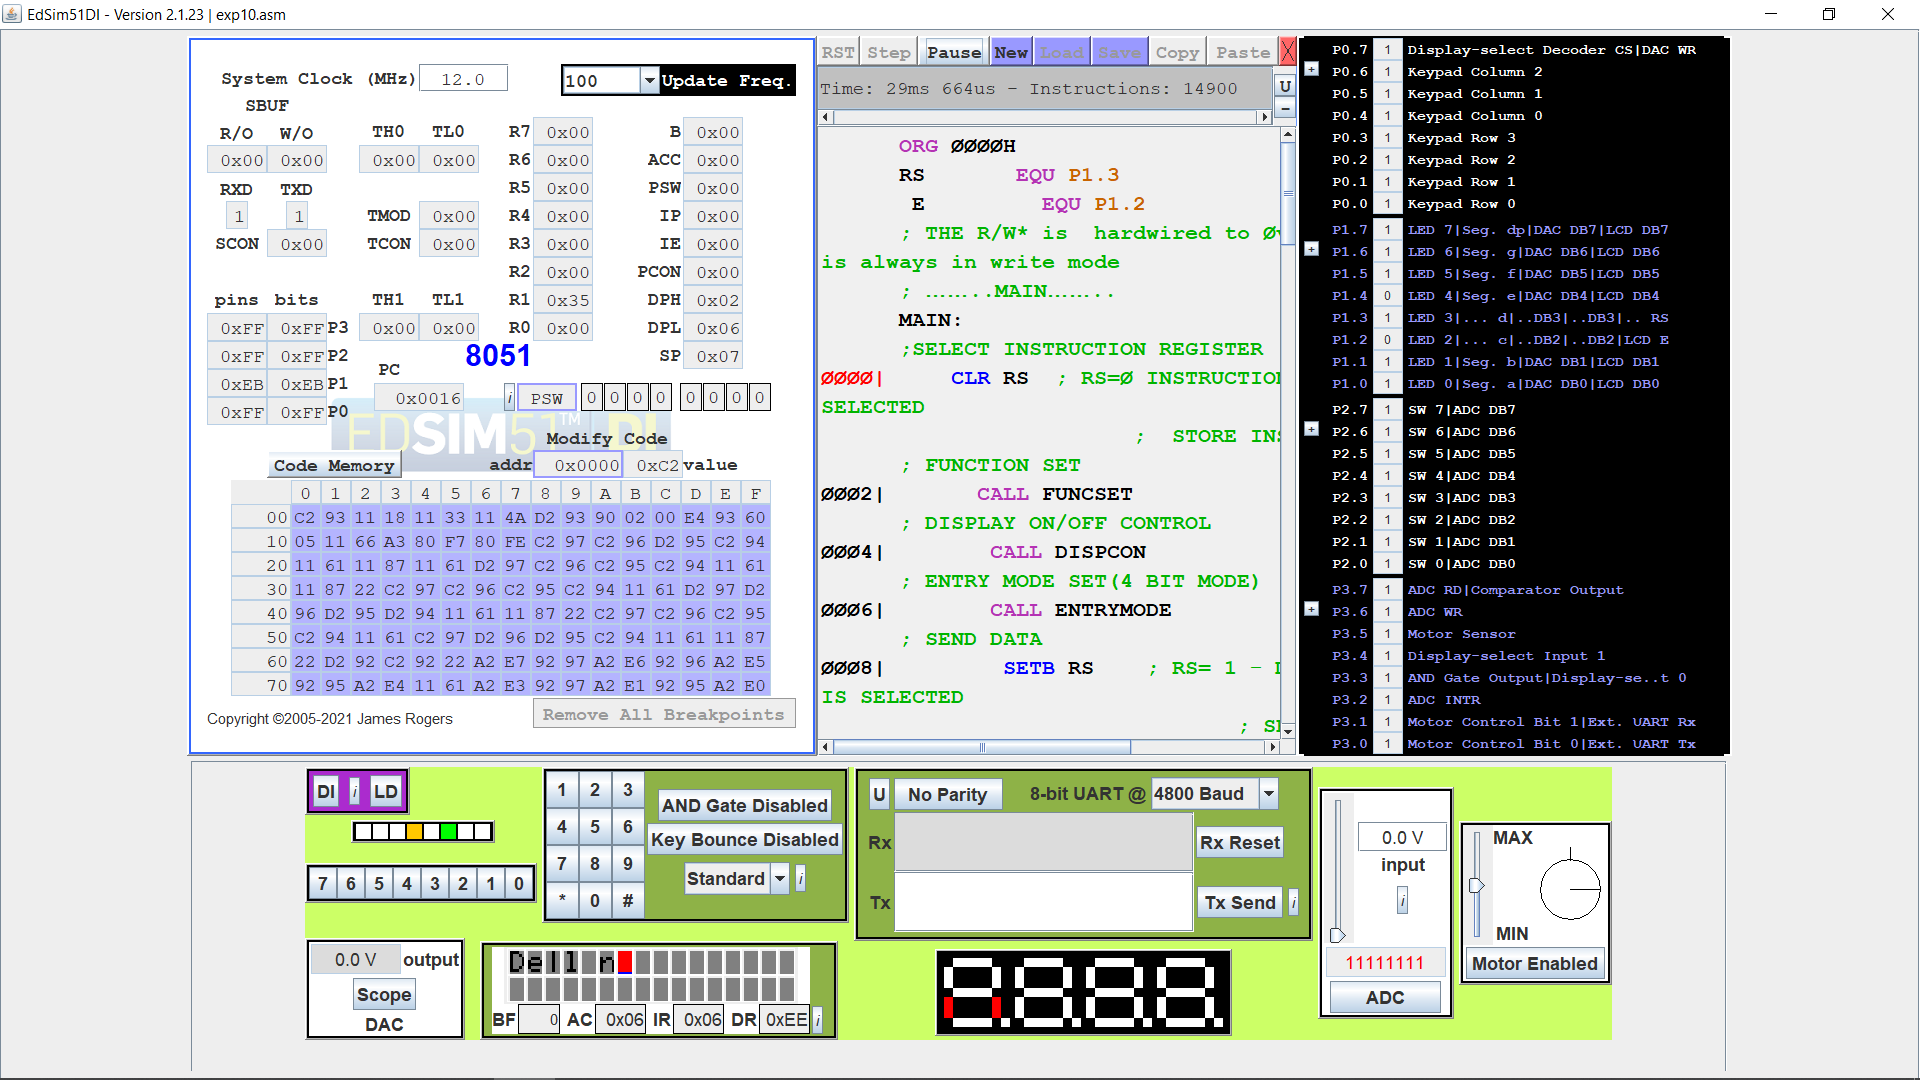 EdSim51DI - Version 2.1.23 | exp10.asm
System Clock (MHz) 12.0
100 Update Freq.
SBUF
R/O W/O TH0 TL0 R7 0x00 B 0x00
0x00 0x00 0x00 0x00 R6 0x00 ACC 0x00
RXD TXD R5 0x00 PSW 0x00
1 1 TMOD 0x00 R4 0x00 IP 0x00
SCON 0x00 TCON 0x00 R3 0x00 IE 0x00
R2 0x00 PCON 0x00
pins bits TH1 TL1 R1 0x35 DPH 0x02
0xFF 0xFF P3 0x00 0x00 R0 0x00 DPL 0x06
0xFF 0xFF P2 8051 SP 0x07
0xEB 0xEB P1 PC
0xFF 0xFF P0 0x0016 i PSW 0 0 0 0 0 0 0 0
EDSIM51™ DI
Modify Code
Code Memory addr 0x0000 0xC2 value
0 1 2 3 4 5 6 7 8 9 A B C D E F
00 C2 93 11 18 11 33 11 4A D2 93 90 02 00 E4 93 60
10 05 11 66 A3 80 F7 80 FE C2 97 C2 96 D2 95 C2 94
20 11 61 11 87 11 61 D2 97 C2 96 C2 95 C2 94 11 61
30 11 87 22 C2 97 C2 96 C2 95 C2 94 11 61 D2 97 D2
40 96 D2 95 D2 94 11 61 11 87 22 C2 97 C2 96 C2 95
50 C2 94 11 61 C2 97 D2 96 D2 95 C2 94 11 61 11 87
60 22 D2 92 C2 92 22 A2 E7 92 97 A2 E6 92 96 A2 E5
70 92 95 A2 E4 11 61 A2 E3 92 97 A2 E1 92 95 A2 E0
Copyright ©2005-2021 James Rogers
Remove All Breakpoints
RST Step Pause New Load Save Copy Paste X
Time: 29ms 664us - Instructions: 14900
U
-
ORG ØØØØH
RS EQU P1.3
E EQU P1.2
; THE R/W* is hardwired to Øv
is always in write mode
; ........MAIN........
MAIN:
;SELECT INSTRUCTION REGISTER
ØØØØ| CLR RS ; RS=Ø INSTRUCTION
SELECTED
; STORE INS
; FUNCTION SET
ØØØ2| CALL FUNCSET
; DISPLAY ON/OFF CONTROL
ØØØ4| CALL DISPCON
; ENTRY MODE SET(4 BIT MODE)
ØØØ6| CALL ENTRYMODE
; SEND DATA
ØØØ8| SETB RS ; RS= 1 - D
IS SELECTED
; SE
P0.7 1 Display-select Decoder CS|DAC WR
+ P0.6 1 Keypad Column 2
P0.5 1 Keypad Column 1
P0.4 1 Keypad Column 0
P0.3 1 Keypad Row 3
P0.2 1 Keypad Row 2
P0.1 1 Keypad Row 1
P0.0 1 Keypad Row 0
P1.7 1 LED 7|Seg. dp|DAC DB7|LCD DB7
+ P1.6 1 LED 6|Seg. g|DAC DB6|LCD DB6
P1.5 1 LED 5|Seg. f|DAC DB5|LCD DB5
P1.4 0 LED 4|Seg. e|DAC DB4|LCD DB4
P1.3 1 LED 3|... d|..DB3|..DB3|.. RS
P1.2 0 LED 2|... c|..DB2|..DB2|LCD E
P1.1 1 LED 1|Seg. b|DAC DB1|LCD DB1
P1.0 1 LED 0|Seg. a|DAC DB0|LCD DB0
P2.7 1 SW 7|ADC DB7
+ P2.6 1 SW 6|ADC DB6
P2.5 1 SW 5|ADC DB5
P2.4 1 SW 4|ADC DB4
P2.3 1 SW 3|ADC DB3
P2.2 1 SW 2|ADC DB2
P2.1 1 SW 1|ADC DB1
P2.0 1 SW 0|ADC DB0
P3.7 1 ADC RD|Comparator Output
+ P3.6 1 ADC WR
P3.5 1 Motor Sensor
P3.4 1 Display-select Input 1
P3.3 1 AND Gate Output|Display-se..t 0
P3.2 1 ADC INTR
P3.1 1 Motor Control Bit 1|Ext. UART Rx
P3.0 1 Motor Control Bit 0|Ext. UART Tx
DI i LD
7 6 5 4 3 2 1 0
0.0 V output
Scope
DAC
1 2 3
4 5 6
7 8 9
* 0 #
AND Gate Disabled
Key Bounce Disabled
Standard i
Dell n
BF 0 AC 0x06 IR 0x06 DR 0xEE i
U No Parity 8-bit UART @ 4800 Baud
Rx Rx Reset
Tx Tx Send i
8.8.8.8.
0.0 V
input
i
11111111
ADC
MAX
MIN
Motor Enabled